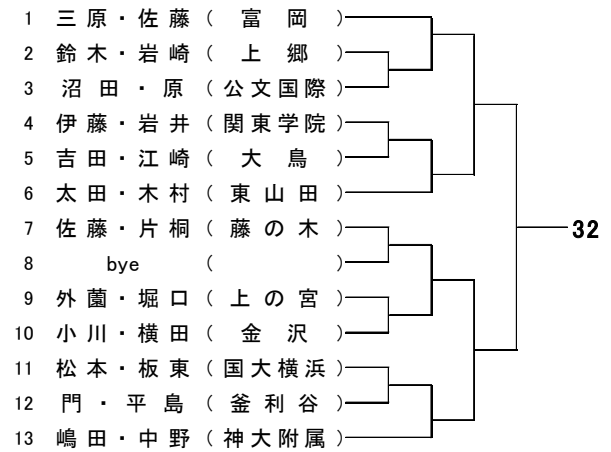 1 三原・佐藤 ( 富岡 )
2 鈴木・岩崎 ( 上郷 )
3 沼田・原 ( 公文国際 )
4 伊藤・岩井 ( 関東学院 )
5 吉田・江崎 ( 大鳥 )
6 太田・木村 ( 東山田 )
7 佐藤・片桐 ( 藤の木 )
8 bye ( )
9 外薗・堀口 ( 上の宮 )
10 小川・横田 ( 金沢 )
11 松本・板東 ( 国大横浜 )
12 門・平島 ( 釜利谷 )
13 嶋田・中野 ( 神大附属 )
32